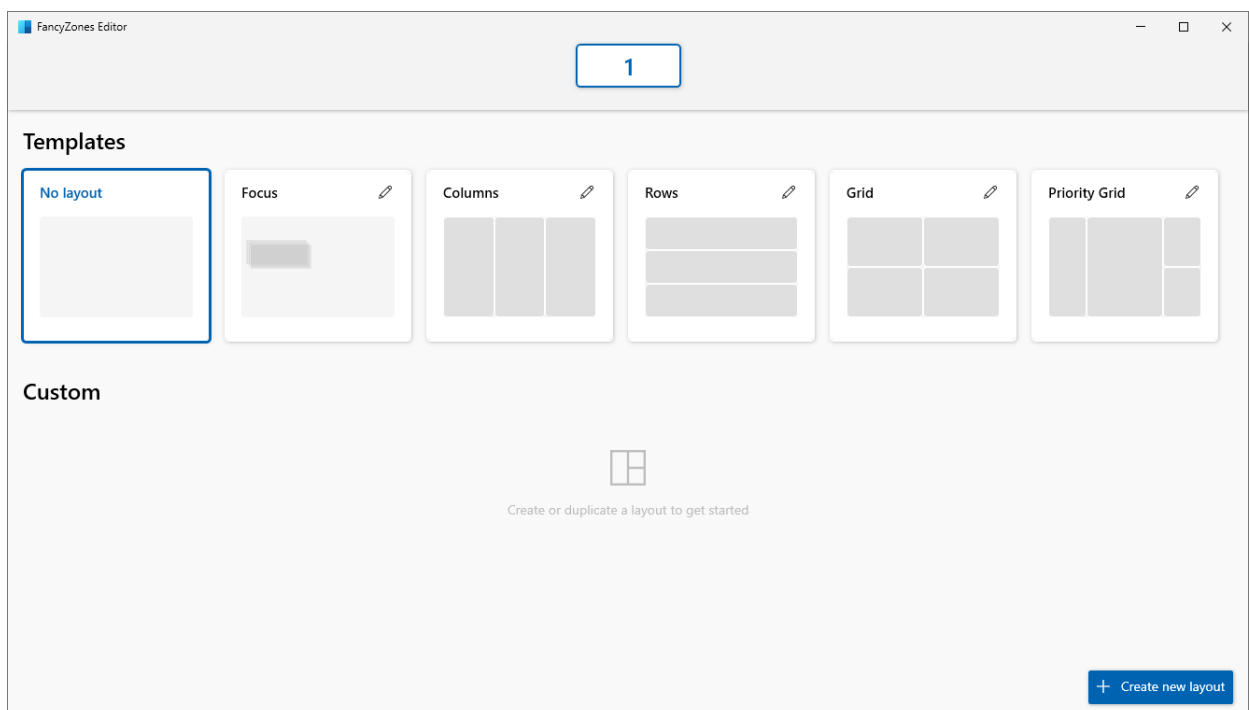 FancyZones Editor
1
Templates
No layout
Focus
Columns
Rows
Grid
Priority Grid
Custom
Create or duplicate a layout to get started
Create new layout